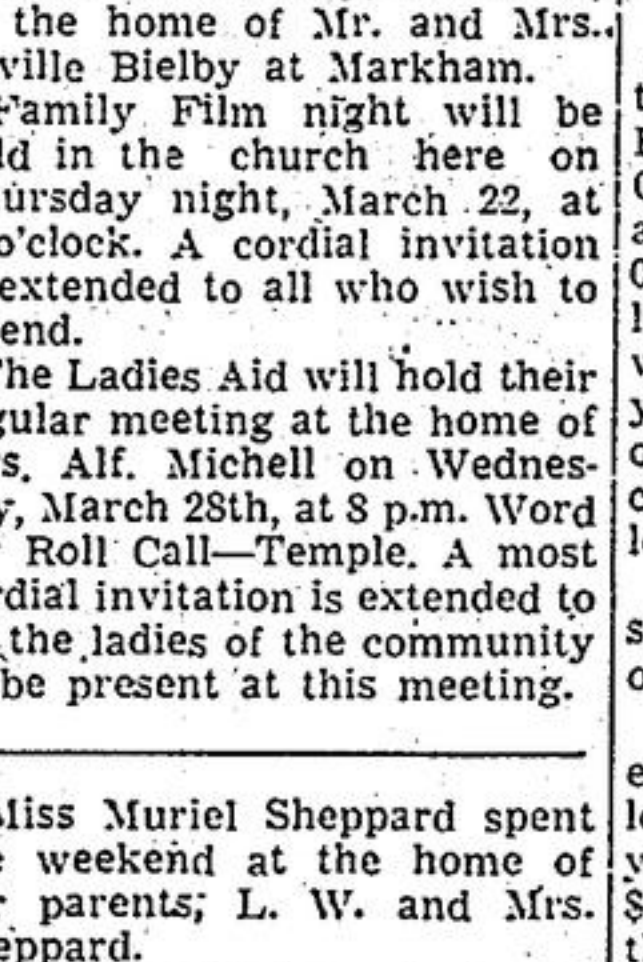 the home of Mr. and Mrs.
ville Bielby at Markham.
Family Film night will be
ld in the church here on
ursday night, March 22, at
o'clock. A cordial invitation
extended to all who wish to
end.
he Ladies Aid will hold their
gular meeting at the home of
s. Alf. Michell on Wednes-
y, March 28th, at 8 p.m. Word
Roll Call—Temple. A most
rdial invitation is extended to
the ladies of the community
be present at this meeting.
Miss Muriel Sheppard spent
e weekend at the home of
r parents; L. W. and Mrs.
eppard.